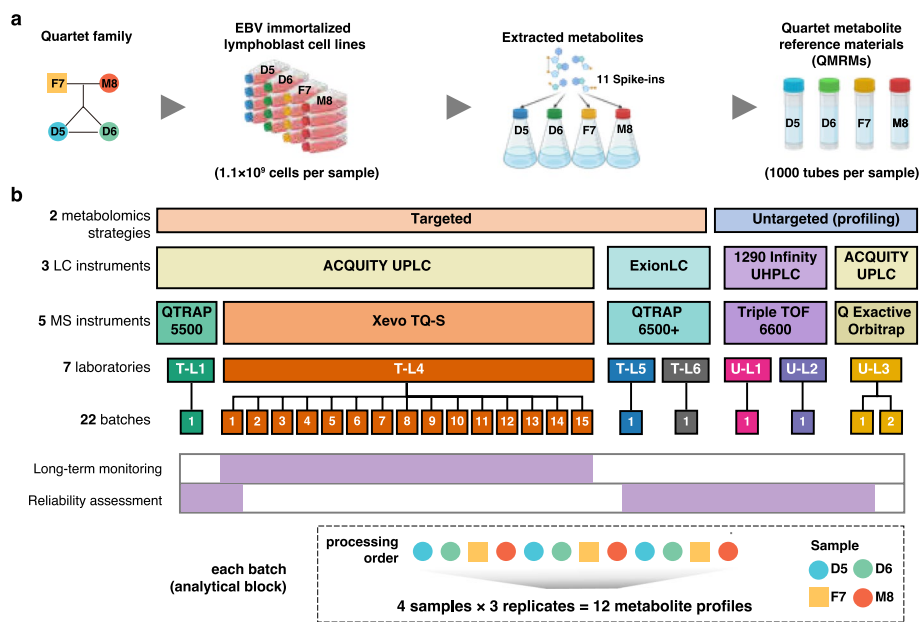 a
Quartet family
F7
M8
D5
D6
EBV immortalized
lymphoblast cell lines
D5
D6
F7
M8
(1.1×10⁹ cells per sample)
Extracted metabolites
11 Spike-ins
D5
D6
F7
M8
Quartet metabolite
reference materials
(QMRMs)
D5
D6
F7
M8
(1000 tubes per sample)
b
2 metabolomics
strategies
Targeted
Untargeted (profiling)
3 LC instruments
ACQUITY UPLC
ExionLC
1290 Infinity
UHPLC
ACQUITY
UPLC
5 MS instruments
QTRAP
5500
Xevo TQ-S
QTRAP
6500+
Triple TOF
6600
Q Exactive
Orbitrap
7 laboratories
T-L1
T-L4
T-L5
T-L6
U-L1
U-L2
U-L3
22 batches
1
1 2 3 4 5 6 7 8 9 10 11 12 13 14 15
1
1
1
1
1 2
Long-term monitoring
Reliability assessment
each batch
(analytical block)
processing
order
4 samples × 3 replicates = 12 metabolite profiles
Sample
D5 D6
F7 M8